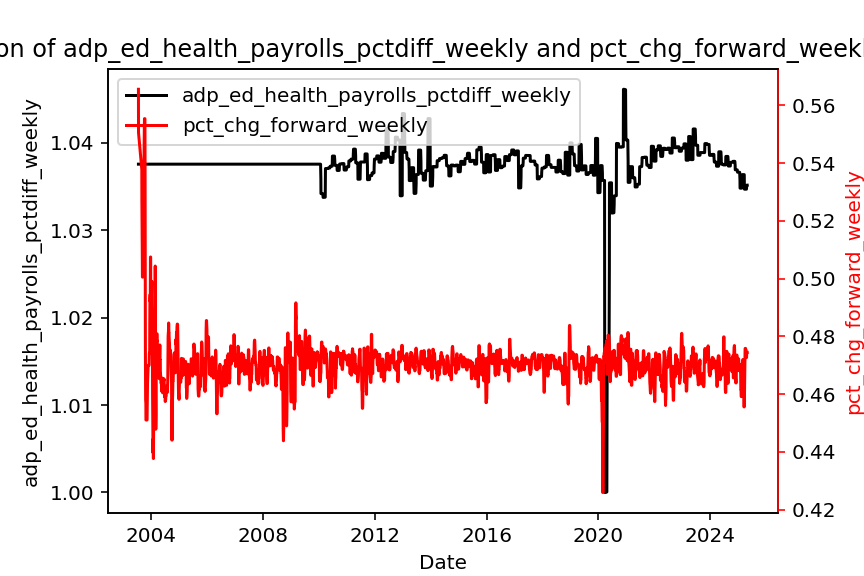 on of adp_ed_health_payrolls_pctdiff_weekly and pct_chg_forward_weekl
adp_ed_health_payrolls_pctdiff_weekly
pct_chg_forward_weekly
adp_ed_health_payrolls_pctdiff_weekly
1.04
1.03
1.02
1.01
1.00
0.56
0.54
0.52
0.50
0.48
0.46
0.44
0.42
pct_chg_forward_weekly
2004 2008 2012 2016 2020 2024
Date